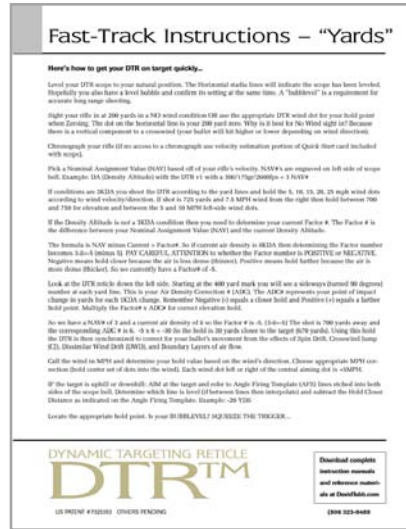 Fast-Track Instructions – "Yards"
Here's how to get your DTR on target quickly...
Level your DTR scope to your natural position. The Horizontal stadia lines will indicate the scope has been leveled.
Hopefully you also have a level bubble and confirm its setting at the same time. A "bubblelevel" is a requirement for
accurate long range shooting.
Sight your rifle in at 200 yards in a NO wind condition OR use the appropriate DTR wind dot for your hold point
when Zeroing. The dot on the horizontal line is your 200 yard zero. Why is it best for No Wind sight in? Because
there is a vertical component to a crosswind (your bullet will hit higher or lower depending on wind direction).
Chronograph your rifle (if no access to a chronograph use velocity estimation portion of Quick Start card included
with scope).
Pick a Nominal Assignment Value (NAV) based off of your rifle's velocity. NAV#'s are engraved on left side of scope
bell. Example: DA (Density Altitude) with the DTR v1 with a 308/175gr/2600fps = 3 NAV#
If conditions are 3KDA you shoot the DTR according to the yard lines and hold the 5, 10, 15, 20, 25 mph wind dots
according to wind velocity/direction. If shot is 725 yards and 7.5 MPH wind from the right then hold between 700
and 750 for elevation and between the 5 and 10 MPH left-side wind dots.
If the Density Altitude is not a 3KDA condition then you need to determine your current Factor #. The Factor # is
the difference between your Nominal Assignment Value (NAV) and the current Density Altitude.
The formula is NAV minus Current = Factor#. So if current air density is 8KDA then determining the Factor number
becomes 3-8=-5 (minus 5). PAY CAREFUL ATTENTION to whether the Factor number is POSITIVE or NEGATIVE.
Negative means hold closer because the air is less dense (thinner). Positive means hold farther because the air is
more dense (thicker). So we currently have a Factor# of -5.
Look at the DTR reticle down the left side. Starting at the 400 yard mark you will see a sideways (turned 90 degrees)
number at each yard line. This is your Air Density Correction # (ADC). The ADC# represents your point of impact
change in yards for each 1KDA change. Remember Negative (-) equals a closer hold and Positive (+) equals a farther
hold point. Multiply the Factor# x ADC# for correct elevation hold.
So we have a NAV# of 3 and a current air density of 8 so the Factor # is -5, (3-8=-5) The shot is 700 yards away and
the corresponding ADC # is 6. -5 x 6 = -30 So the hold is 30 yards closer to the target (670 yards). Using this hold
the DTR is then synchronized to correct for your bullet's movement from the effects of Spin Drift, Crosswind Jump
Dissimilar Wind Drift (DWD), and Boundary Layers of air flow.
Call the wind in MPH and determine your hold value based on the wind's direction. Choose appropriate MPH cor-
rection (hold center set of dots into the wind). Each wind dot left or right of the central aiming dot is =5MPH.
IF the target is uphill or downhill: AIM at the target and refer to Angle Firing Template (AFS) lines etched into both
sides of the scope bell. Determine which line is level (if between lines then interpolate) and subtract the Hold Closer
Distance as indicated on the Angle Firing Template. Example: -20 YDS
Locate the appropriate hold point. Is your BUBBLELEVEL? SQUEEZE THE TRIGGER...
DYNAMIC TARGETING RETICLE
DTR™
US PATENT # 7325353 OTHERS PENDING
Download complete
instruction manuals
and reference materi-
als at DavidTubb.com
(806) 323-9488